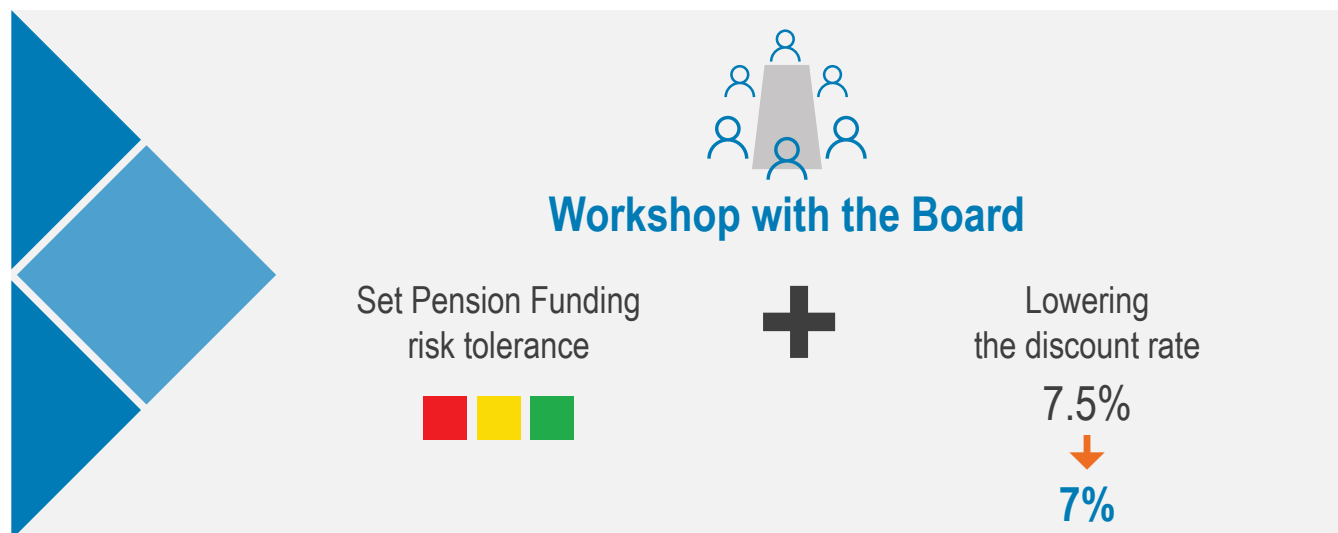 Workshop with the Board
Set Pension Funding
risk tolerance
Lowering
the discount rate
7.5%
7%